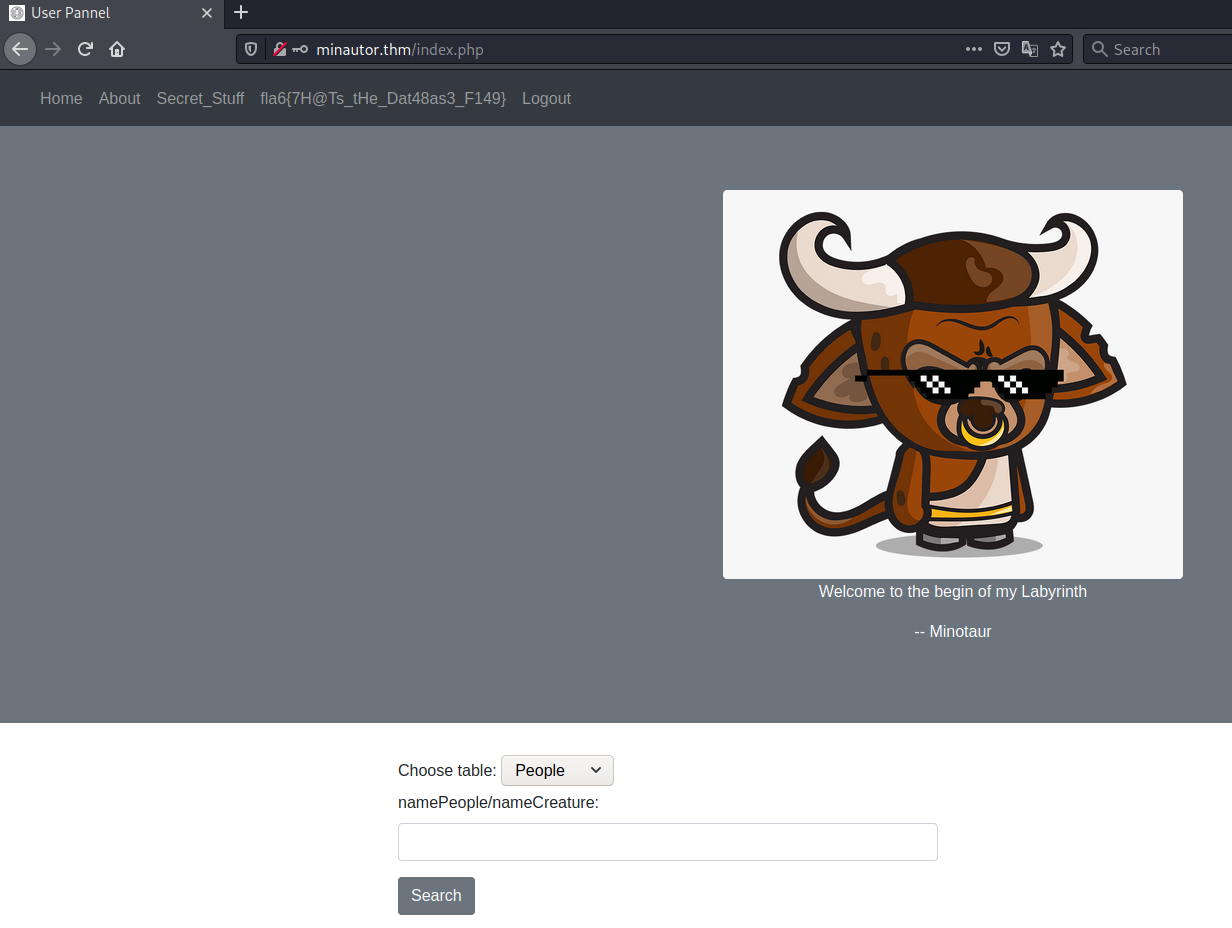 User Pannel
minautor.thm/index.php
Search
Home About Secret_Stuff fla6{7H@Ts_tHe_Dat48as3_F149} Logout
Welcome to the begin of my Labyrinth
-- Minotaur
Choose table: People
namePeople/nameCreature:
Search